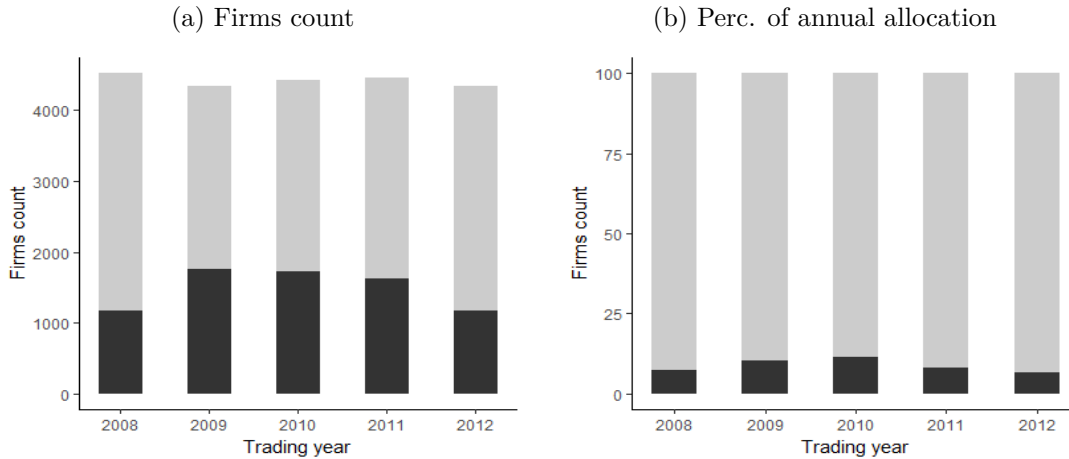 (a) Firms count
4000
3000
2000
1000
0
Firms count
2008 2009 2010 2011 2012
Trading year
(b) Perc. of annual allocation
100
75
50
25
0
Firms count
2008 2009 2010 2011 2012
Trading year